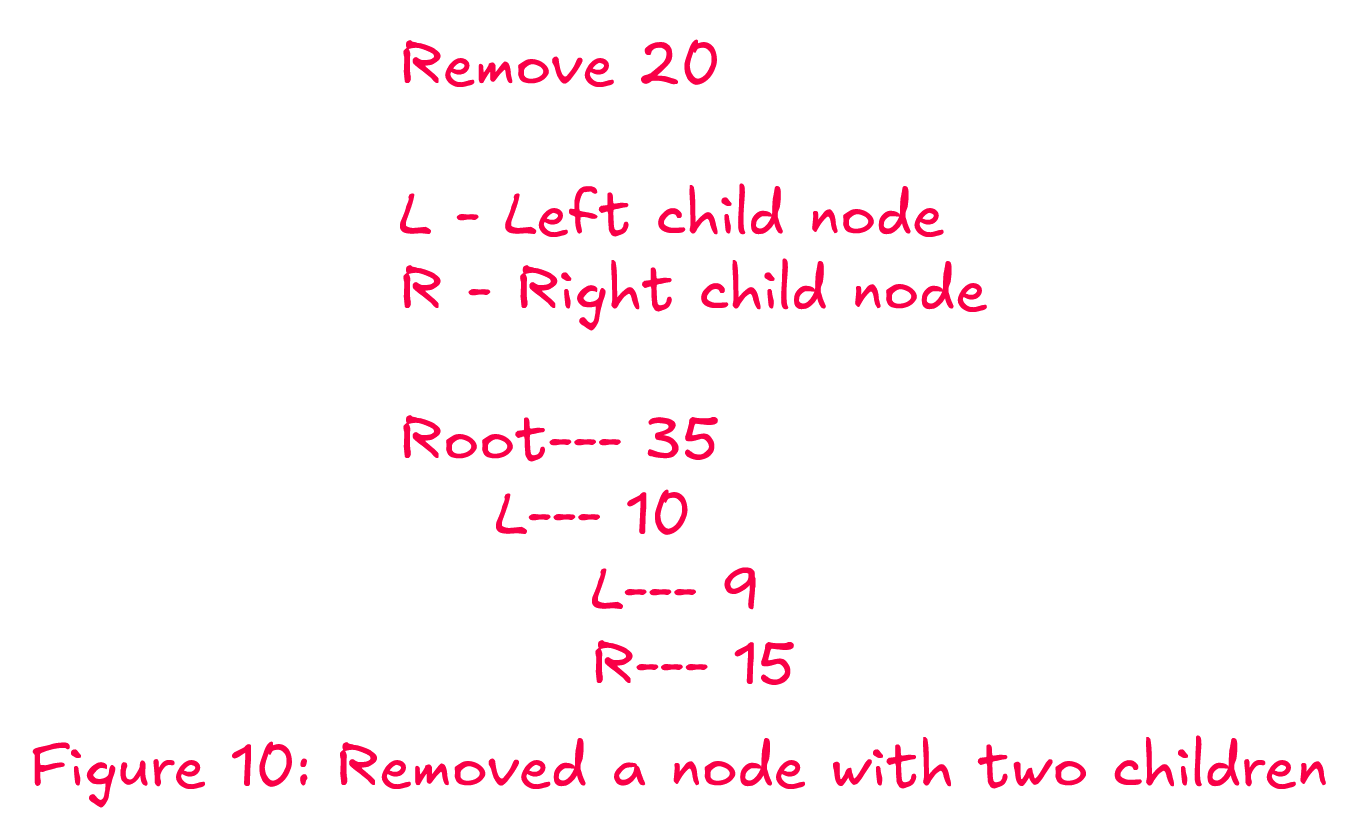 Remove 20
L - Left child node
R - Right child node
Root--- 35
L--- 10
L--- 9
R--- 15
Figure 10: Removed a node with two children